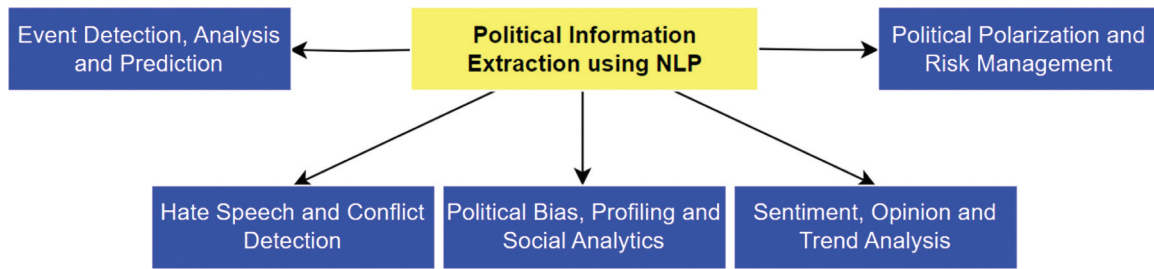 Event Detection, Analysis
and Prediction
Political Information
Extraction using NLP
Political Polarization and
Risk Management
Hate Speech and Conflict
Detection
Political Bias, Profiling and
Social Analytics
Sentiment, Opinion and
Trend Analysis